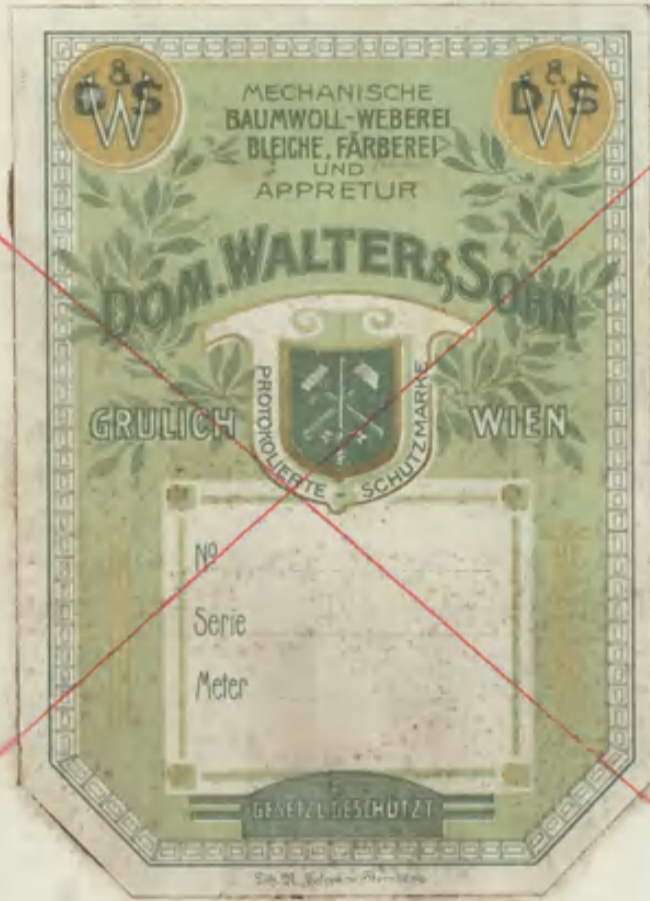 D & S
W
D & S
W
MECHANISCHE
BAUMWOLL-WEBEREI
BLEICHE, FÄRBEREI
UND
APPRETUR
DOM. WALTER & SOHN
GRULICH
WIEN
PROTOKOLIERTE - SCHUTZMARKE
No
Serie
Meter
GESETZL. GESCHÜTZT